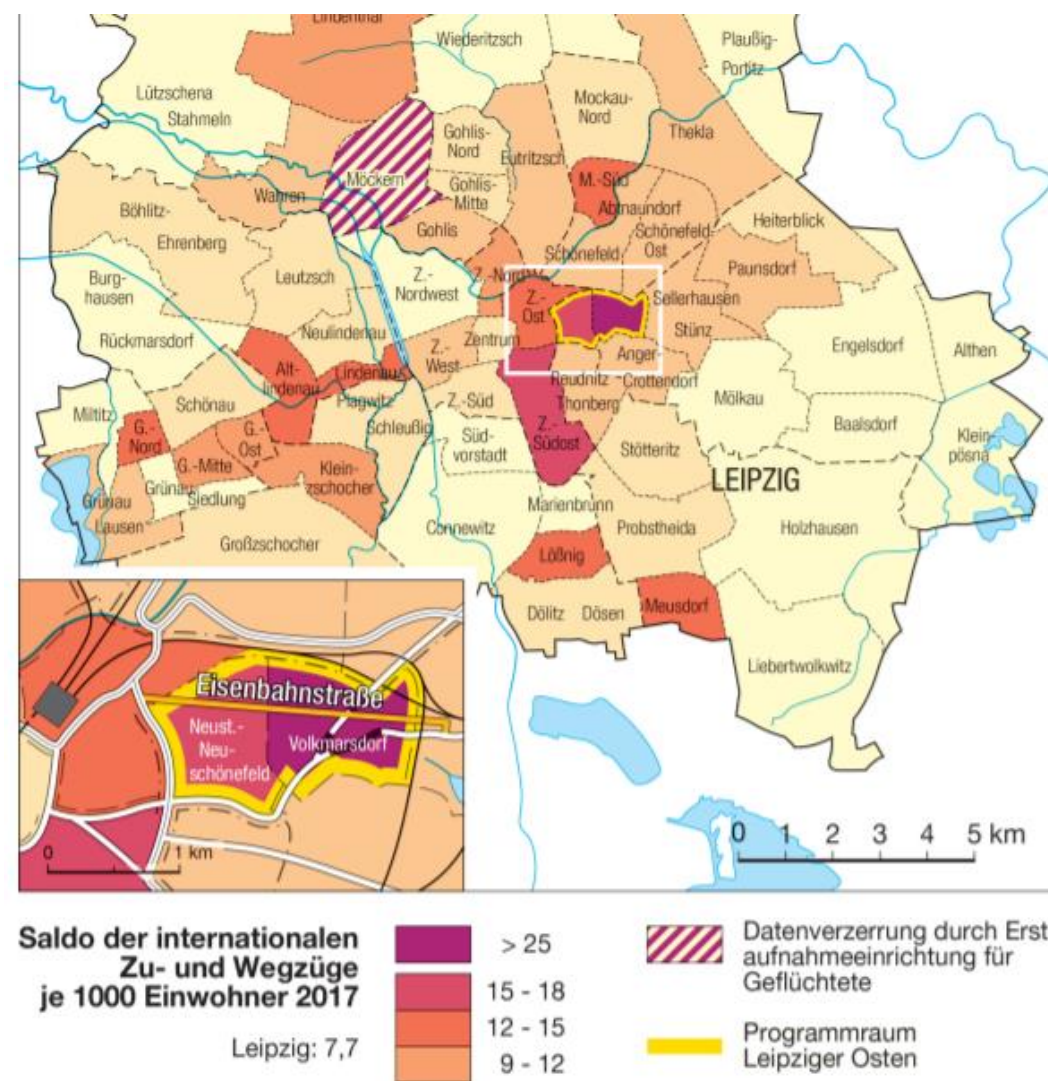 Lindenthal
Wiederitzsch
Plaußig-
Portitz
Lützschena
Stahmeln
Mockau-
Nord
Thekla
Gohlis-
Nord
Eutritzsch
Möckern
M.-Süd
Gohlis-
Mitte
Wahren
Abtnaundorf
Böhlitz-
Ehrenberg
Gohlis
Schönefeld
Schönefeld
Ost
Heiterblick
Burg-
hausen
Leutzsch
Z.-
Nordwest
Z.-Nord
Paunsdorf
Z.-
Ost
Sellerhausen
Stünz
Rückmarsdorf
Neulindenau
Z.-
West
Zentrum
Anger-
Crottendorf
Engelsdorf
Althen
Alt-
lindenau
Lindenau
Plagwitz
Reudnitz
Thonberg
Mölkau
Miltitz
Schönau
Z.-Süd
Schleußig
Z.-
Südost
Baalsdorf
Klein-
pösna
G.-
Nord
G.-
Ost
Süd-
vorstadt
Stötteritz
G.-Mitte
Klein-
zschocher
LEIPZIG
Grünau
Siedlung
Grünau
Lausen
Marienbrunn
Connewitz
Probstheida
Holzhausen
Großzschocher
Lößnig
Meusdorf
Dölitz
Dösen
Liebertwolkwitz
Eisenbahnstraße
Neust.-
Neu-
schönefeld
Volkmarsdorf
0 1 km
0 1 2 3 4 5 km
Saldo der internationalen
Zu- und Wegzüge
je 1000 Einwohner 2017
Leipzig: 7,7
> 25
15 - 18
12 - 15
9 - 12
Datenverzerrung durch Erst
aufnahmeeinrichtung für
Geflüchtete
Programmraum
Leipziger Osten